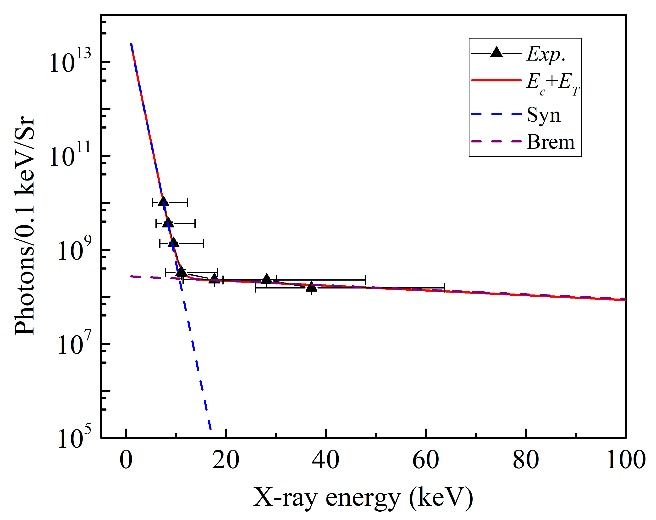 Photons/0.1 keV/Sr
10^13
10^11
10^9
10^7
10^5
Exp.
E_c+E_T
Syn
Brem
0 20 40 60 80 100
X-ray energy (keV)